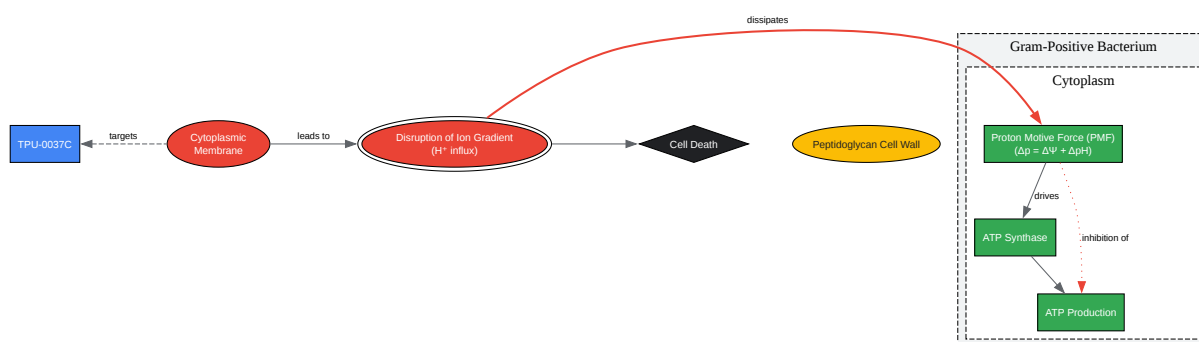 dissipates
Gram-Positive Bacterium
Cytoplasm
TPU-0037C
targets
Cytoplasmic
Membrane
leads to
Disruption of Ion Gradient
(H⁺ influx)
Cell Death
Peptidoglycan Cell Wall
Proton Motive Force (PMF)
(Δp = ΔΨ + ΔpH)
drives
ATP Synthase
inhibition of
ATP Production